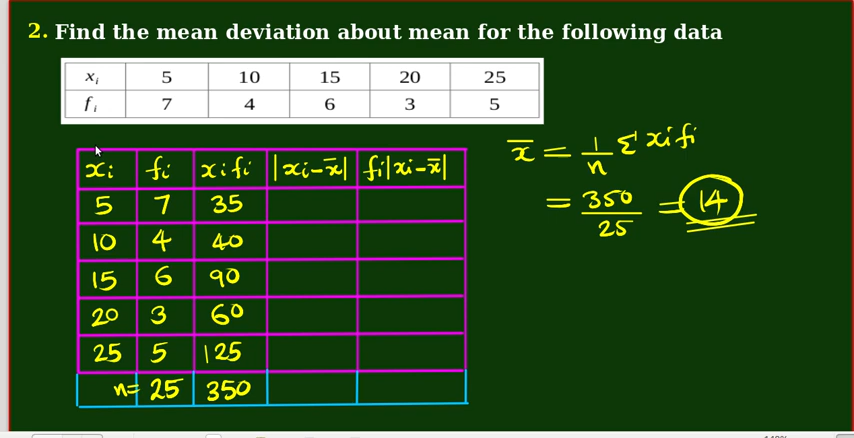 2. Find the mean deviation about mean for the following data
xᵢ 5 10 15 20 25
fᵢ 7 4 6 3 5
xᵢ fᵢ xᵢfᵢ |xᵢ-x̄| fᵢ|xᵢ-x̄|
5 7 35
10 4 40
15 6 90
20 3 60
25 5 125
n= 25 350
x̄ = 1/n Σ xᵢfᵢ
= 350/25 = 14